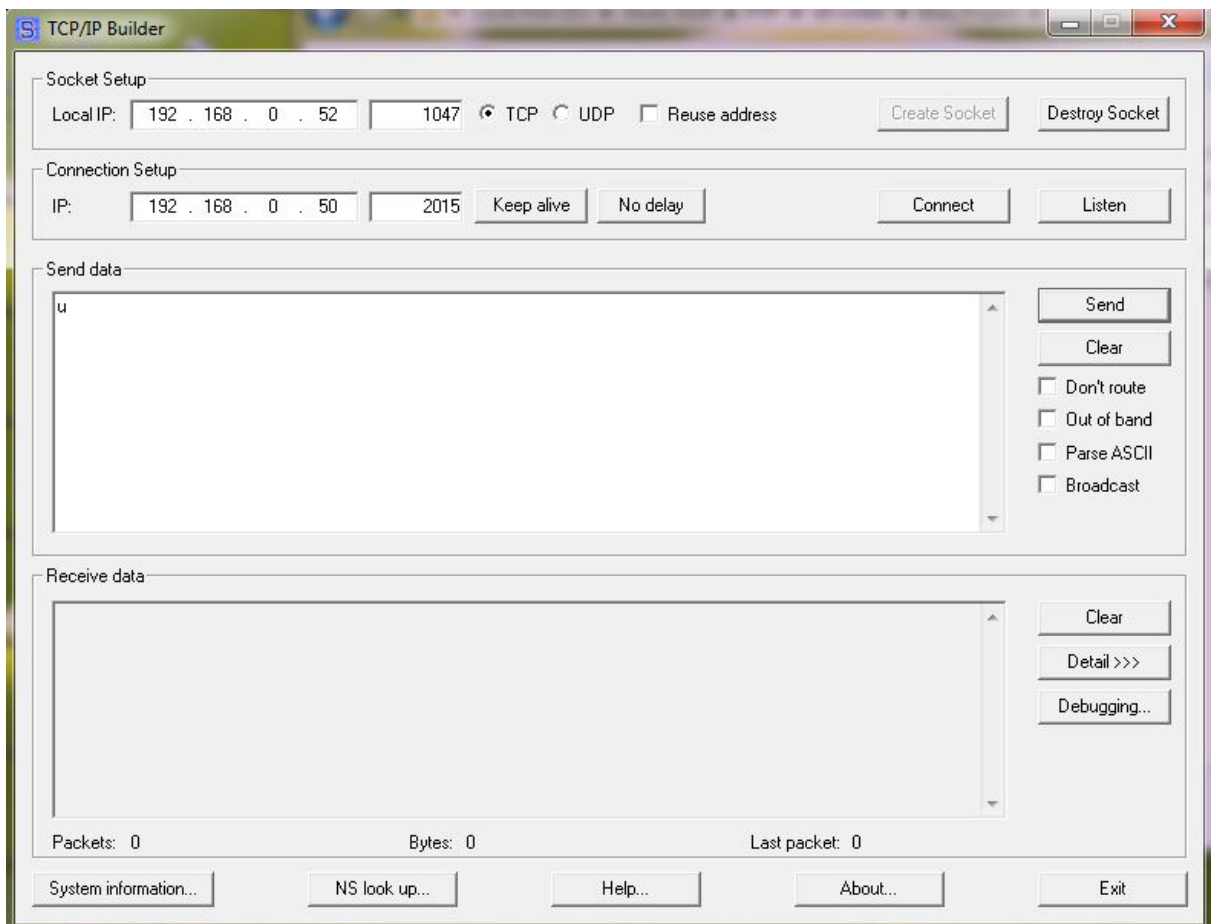 S TCP/IP Builder
Socket Setup
Local IP: 192 . 168 . 0 . 52 1047 TCP UDP Reuse address Create Socket Destroy Socket
Connection Setup
IP: 192 . 168 . 0 . 50 2015 Keep alive No delay Connect Listen
Send data
u
Send
Clear
Don't route
Out of band
Parse ASCII
Broadcast
Receive data
Clear
Detail >>>
Debugging...
Packets: 0 Bytes: 0 Last packet: 0
System information... NS look up... Help... About... Exit